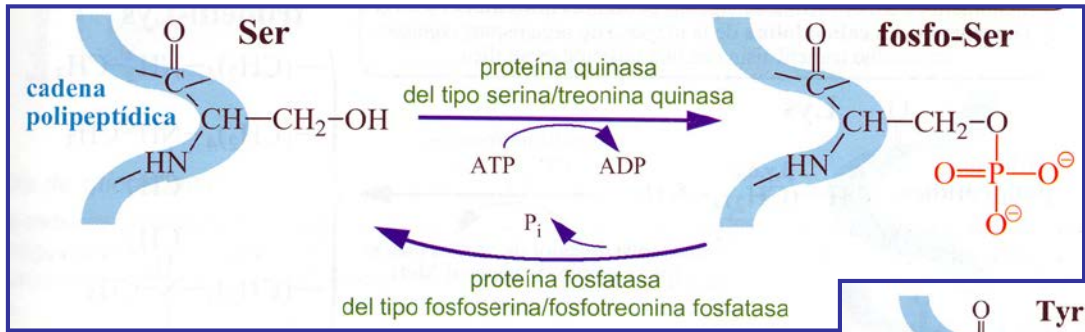 Ser
fosfo-Ser
cadena
polipeptídica
O
CH—CH₂—OH
HN
proteína quinasa
del tipo serina/treonina quinasa
ATP
ADP
O
CH—CH₂—O
HN
O=P—O⊖
O⊖
Pi
proteína fosfatasa
del tipo fosfoserina/fosfotreonina fosfatasa
O
Tyr